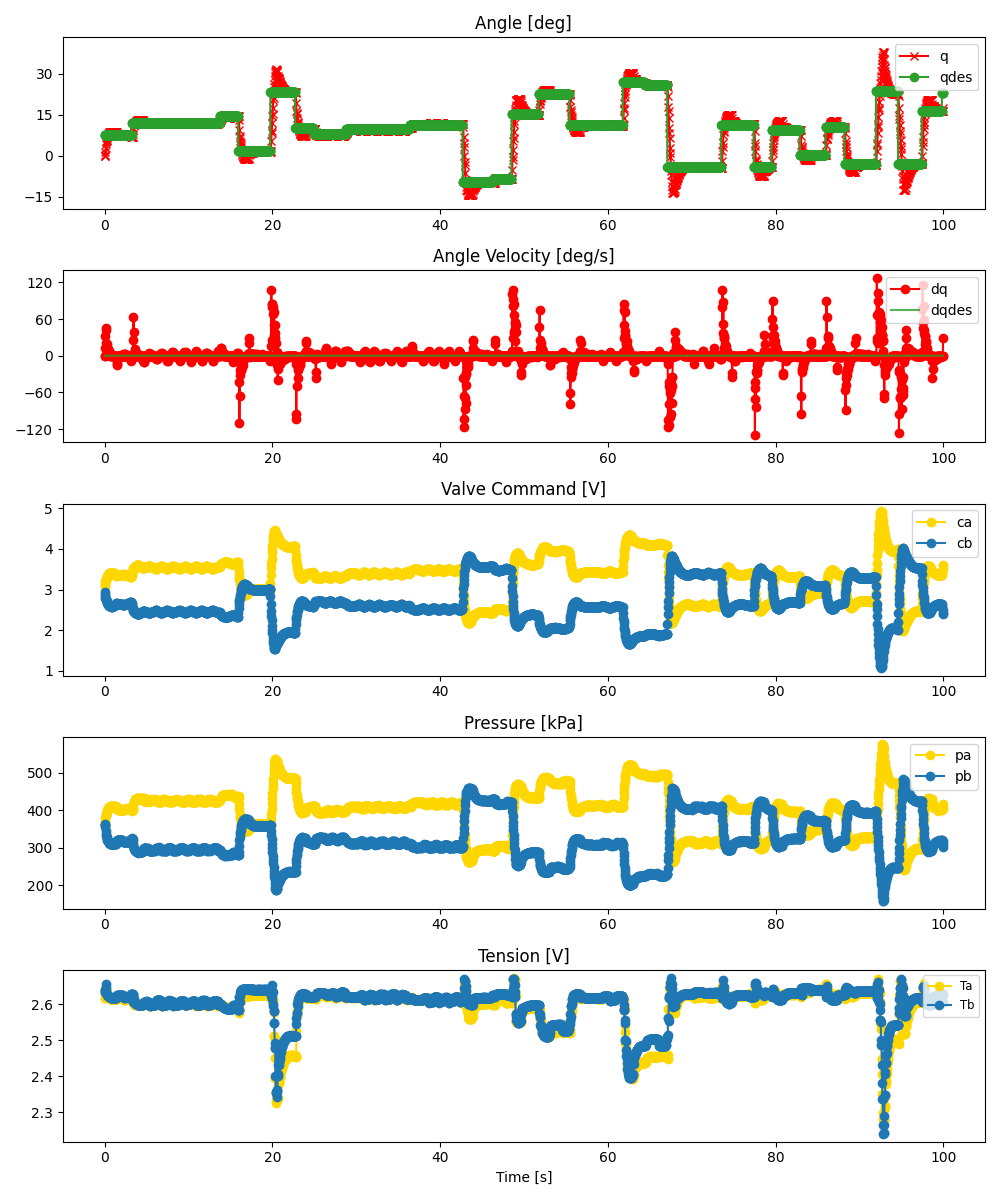 Angle [deg]
30
15
0
−15
q
qdes
0 20 40 60 80 100
Angle Velocity [deg/s]
120
60
0
−60
−120
dq
dqdes
0 20 40 60 80 100
Valve Command [V]
5
4
3
2
1
ca
cb
0 20 40 60 80 100
Pressure [kPa]
500
400
300
200
pa
pb
0 20 40 60 80 100
Tension [V]
2.6
2.5
2.4
2.3
Ta
Tb
0 20 40 60 80 100
Time [s]